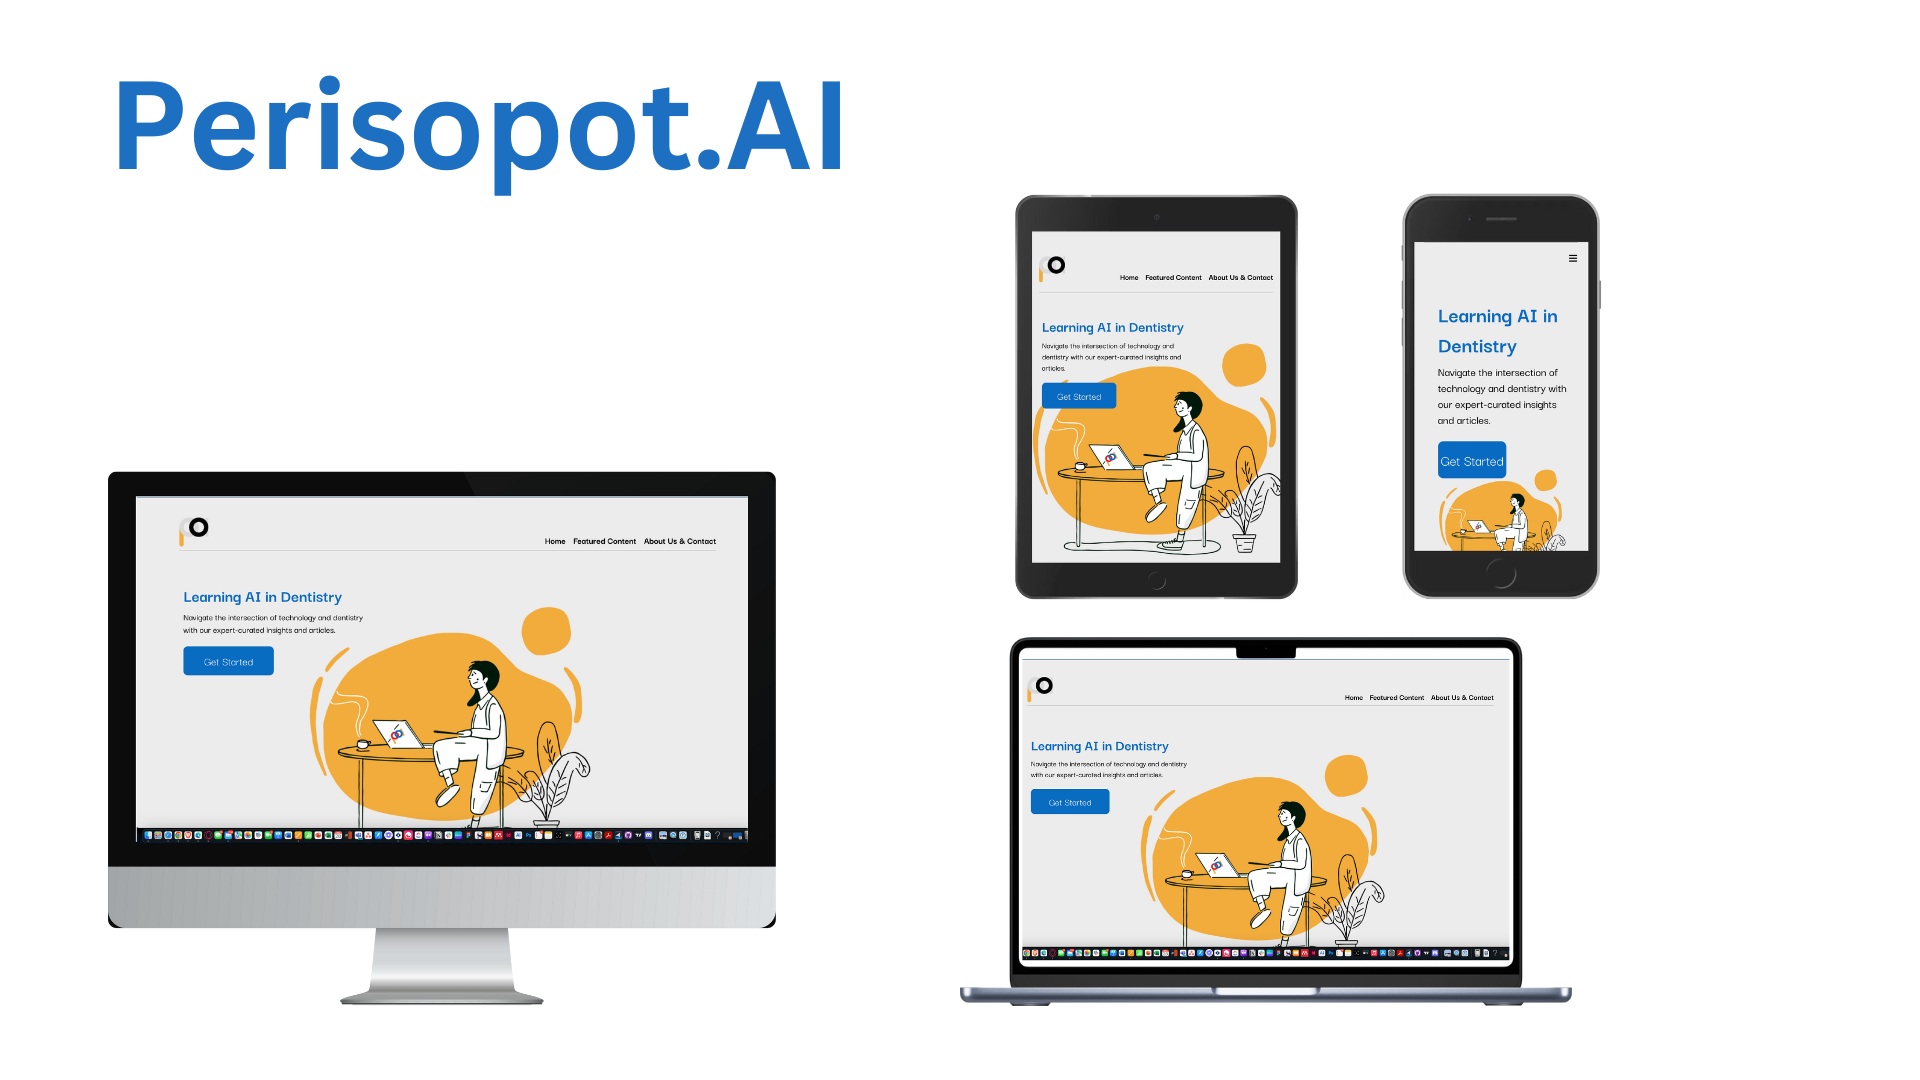 Perisopot.AI
Home Featured Content About Us & Contact
Learning AI in Dentistry
Navigate the intersection of technology and
dentistry with our expert-curated insights and
articles.
Get Started
Learning AI in
Dentistry
Navigate the intersection of
technology and dentistry with
our expert-curated insights
and articles.
Get Started
Home Featured Content About Us & Contact
Learning AI in Dentistry
Navigate the intersection of technology and dentistry
with our expert-curated insights and articles.
Get Started
Home Featured Content About Us & Contact
Learning AI in Dentistry
Navigate the intersection of technology and dentistry
with our expert-curated insights and articles.
Get Started